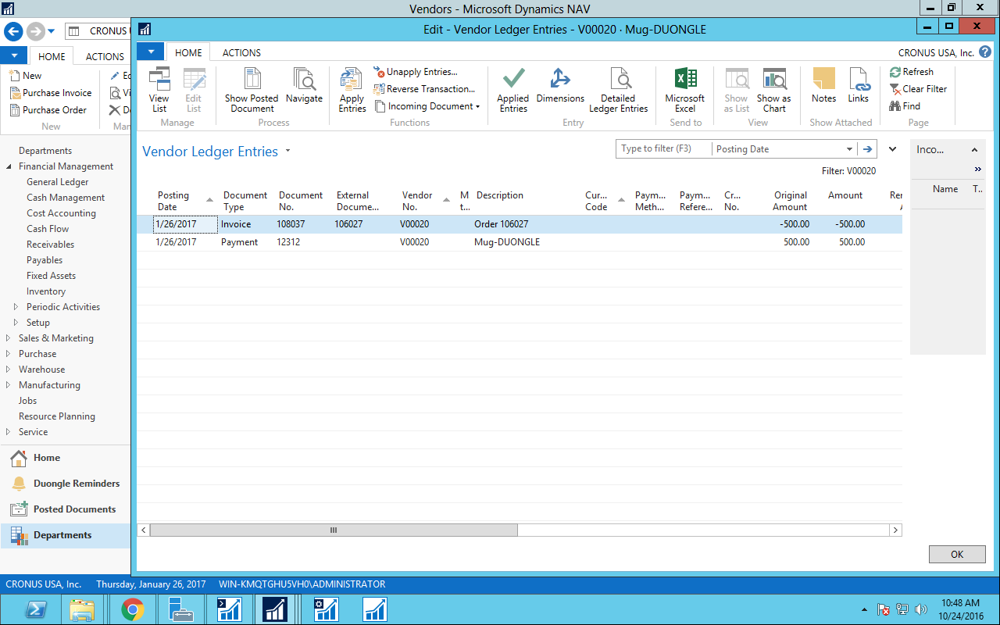 Vendors - Microsoft Dynamics NAV
CRONUS
HOME
ACTIONS
New
Purchase Invoice
Purchase Order
New
Edit - Vendor Ledger Entries - V00020 · Mug-DUONGLE
HOME
ACTIONS
CRONUS USA, Inc.
View List
Edit List
Manage
Show Posted Document
Navigate
Process
Apply Entries
Unapply Entries...
Reverse Transaction...
Incoming Document
Functions
Applied Entries
Dimensions
Detailed Ledger Entries
Entry
Microsoft Excel
Send to
Show as List
Show as Chart
View
Notes
Links
Show Attached
Refresh
Clear Filter
Find
Page
Departments
Financial Management
General Ledger
Cash Management
Cost Accounting
Cash Flow
Receivables
Payables
Fixed Assets
Inventory
Periodic Activities
Setup
Sales & Marketing
Purchase
Warehouse
Manufacturing
Jobs
Resource Planning
Service
Home
Duongle Reminders
Posted Documents
Departments
Vendor Ledger Entries
Type to filter (F3)
Posting Date
Filter: V00020
Inco...
Name T..
Posting Date Document Type Document No. External Docume... Vendor No. M t... Description Cur... Code Paym... Meth... Paym... Refere... Cr... No. Original Amount Amount
1/26/2017 Invoice 108037 106027 V00020 Order 106027 -500.00 -500.00
1/26/2017 Payment 12312 V00020 Mug-DUONGLE 500.00 500.00
OK
CRONUS USA, Inc. Thursday, January 26, 2017 WIN-KMQTGHU5VH0\ADMINISTRATOR
10:48 AM
10/24/2016